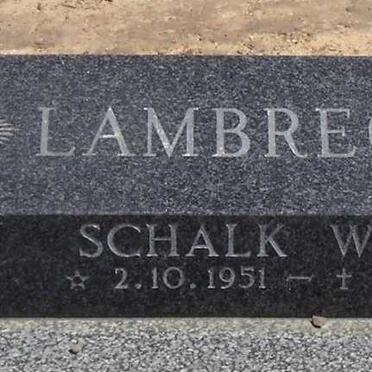 LAMBRE
SCHALK W
☆ 2.10.1951 — ✝